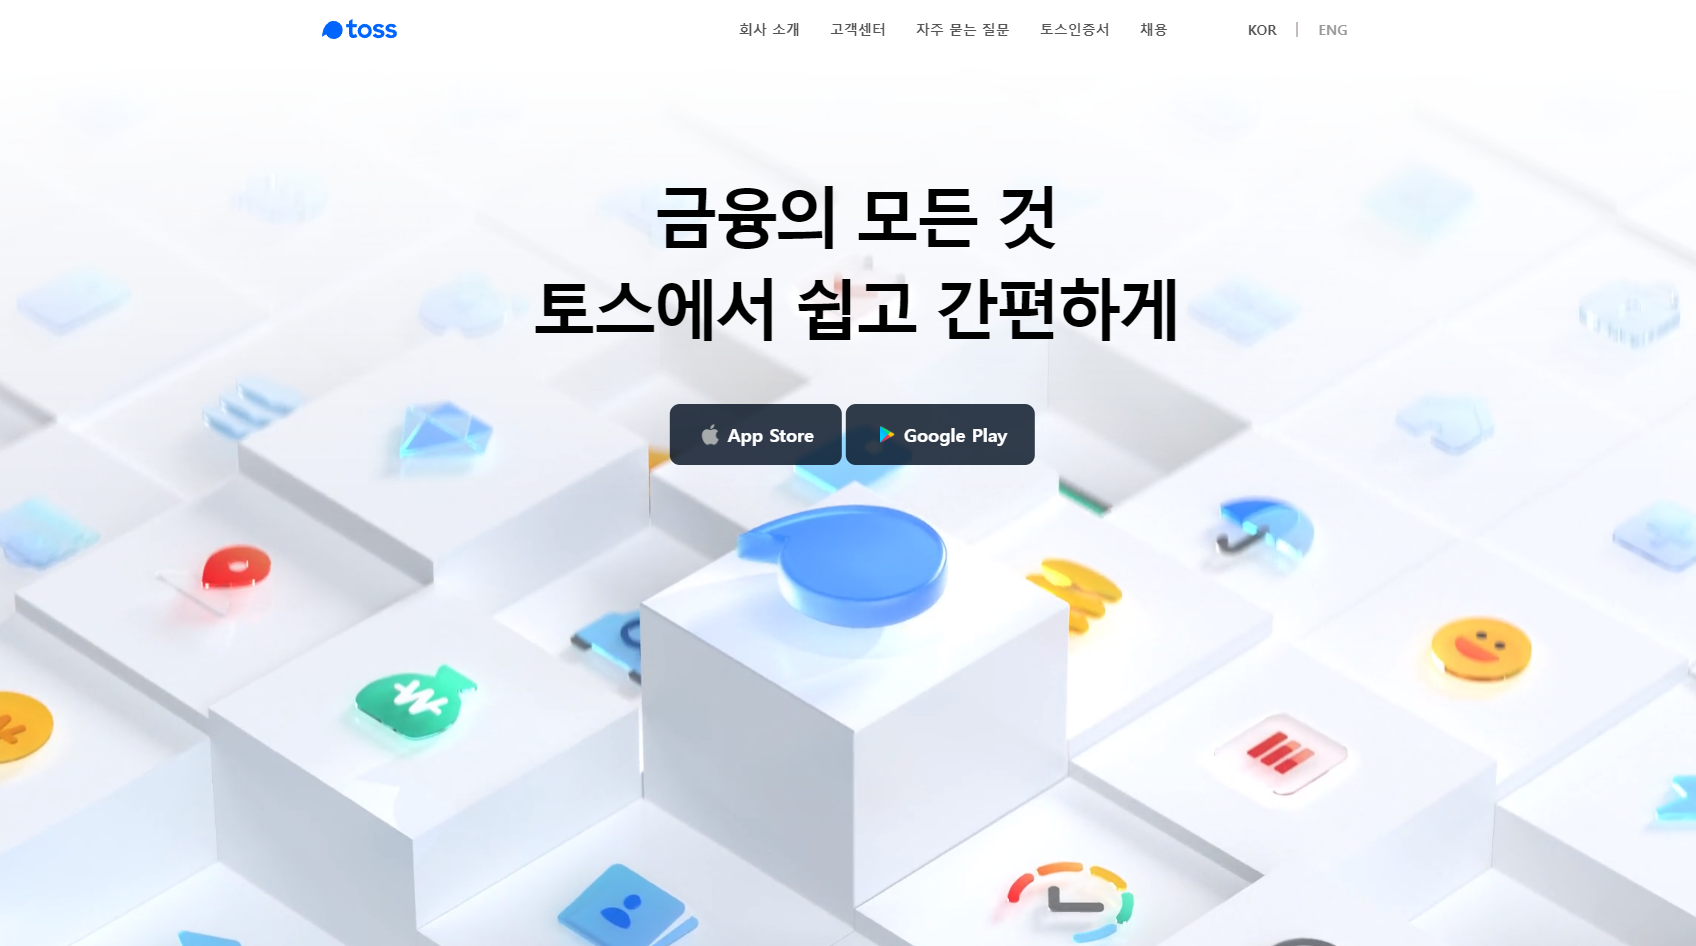 toss
회사 소개 고객센터 자주 묻는 질문 토스인증서 채용 KOR | ENG
금융의 모든 것
토스에서 쉽고 간편하게
App Store Google Play